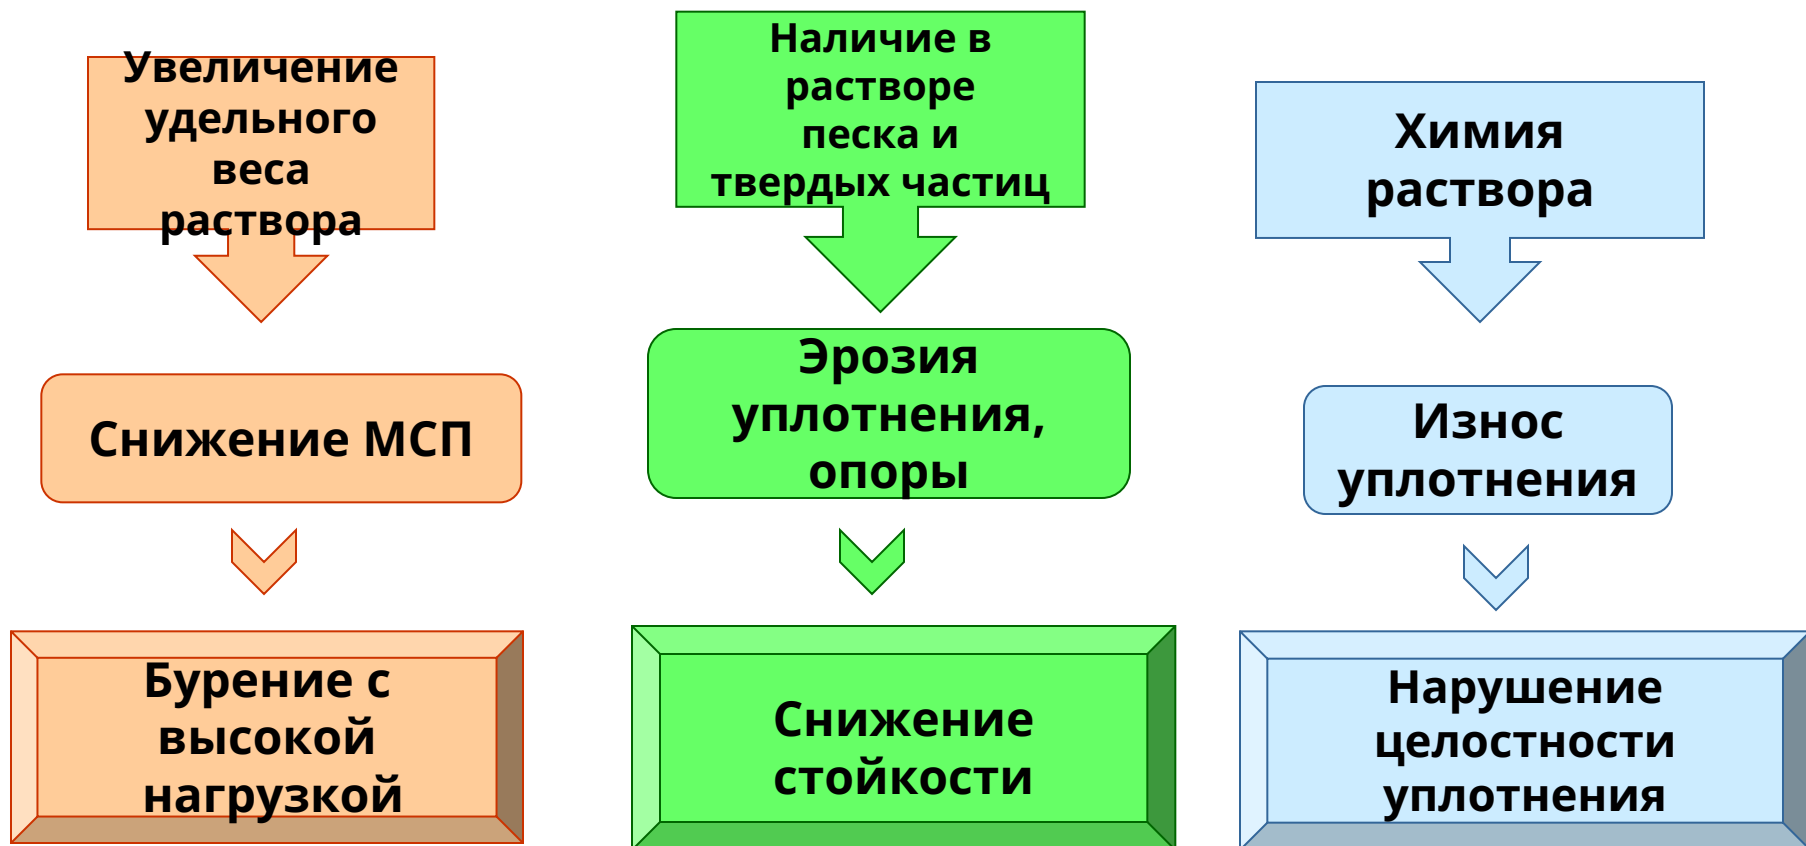 Увеличение
удельного
веса
раствора
Наличие в
растворе
песка и
твердых частиц
Химия
раствора
Снижение МСП
Эрозия
уплотнения,
опоры
Износ
уплотнения
Бурение с
высокой
нагрузкой
Снижение
стойкости
Нарушение
целостности
уплотнения